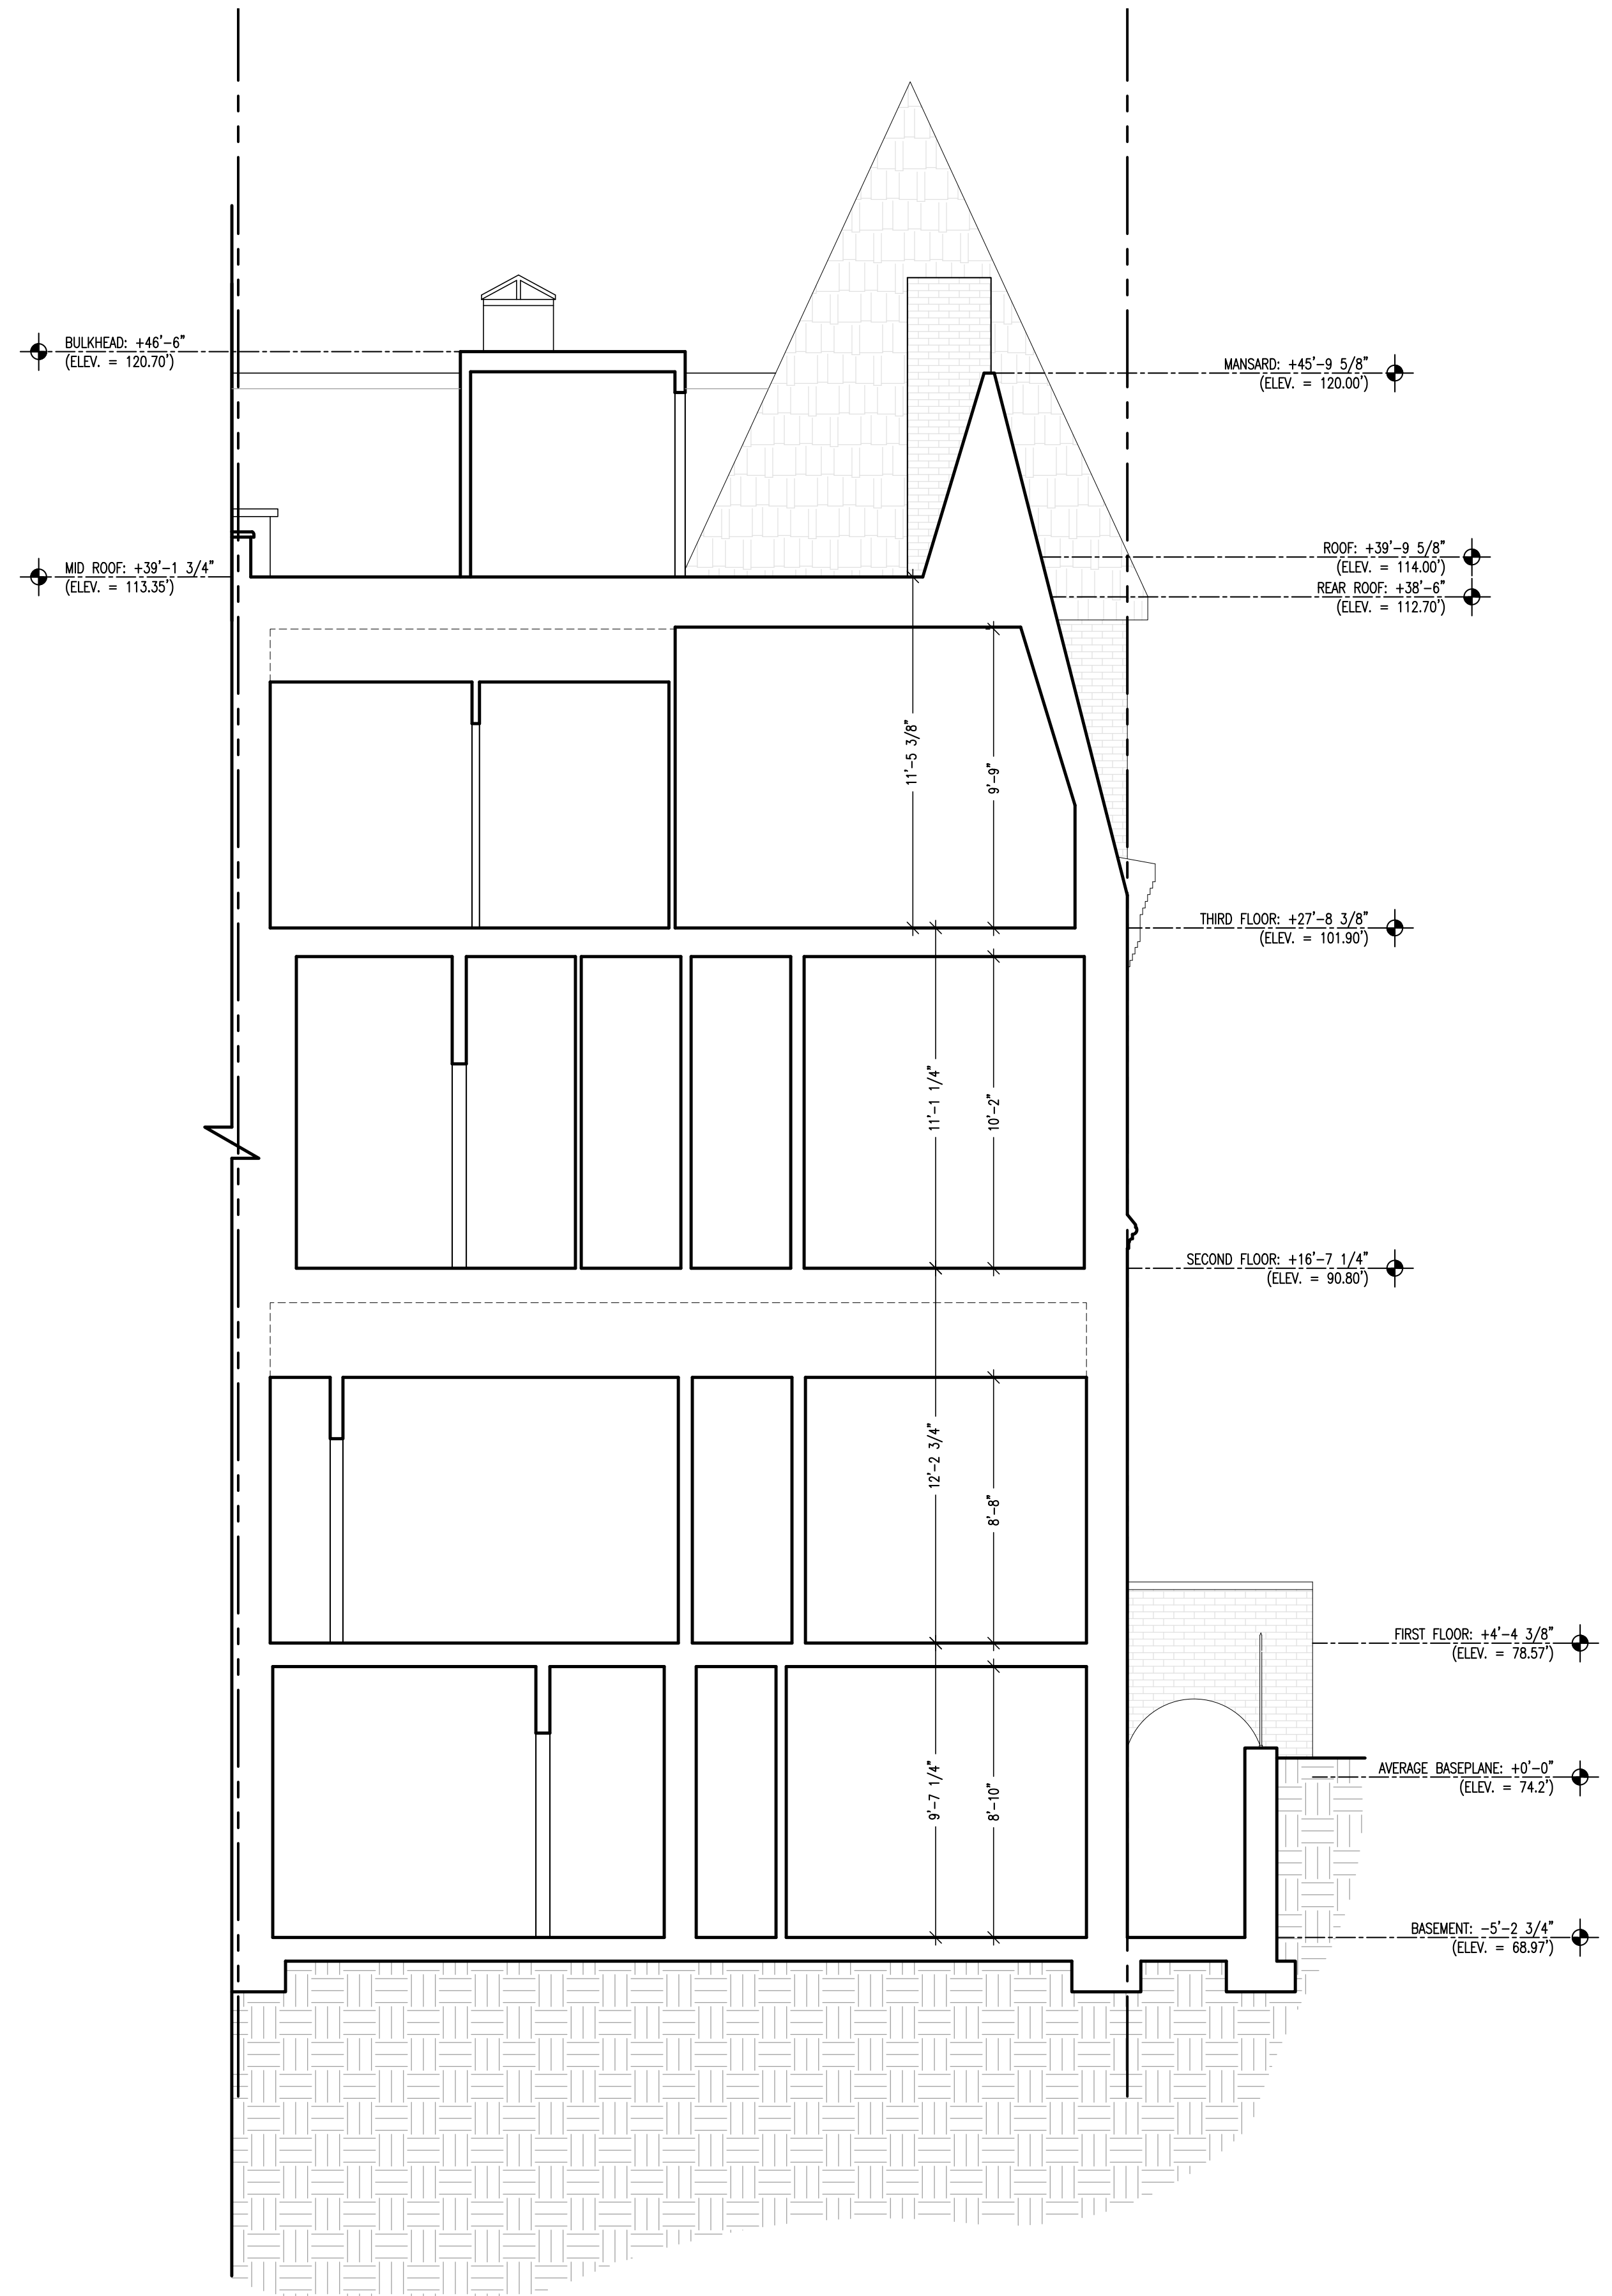 BULKHEAD: +46'-6"
(ELEV. = 120.70')
MANSARD: +45'-9 5/8"
(ELEV. = 120.00')
ROOF: +39'-9 5/8"
(ELEV. = 114.00')
MID ROOF: +39'-1 3/4"
(ELEV. = 113.35')
REAR ROOF: +38'-6"
(ELEV. = 112.70')
11'-5 3/8"
9'-9"
THIRD FLOOR: +27'-8 3/8"
(ELEV. = 101.90')
11'-1 1/4"
10'-2"
SECOND FLOOR: +16'-7 1/4"
(ELEV. = 90.80')
12'-2 3/4"
8'-8"
FIRST FLOOR: +4'-4 3/8"
(ELEV. = 78.57')
AVERAGE BASEPLANE: +0'-0"
(ELEV. = 74.2')
9'-7 1/4"
8'-10"
BASEMENT: -5'-2 3/4"
(ELEV. = 68.97')